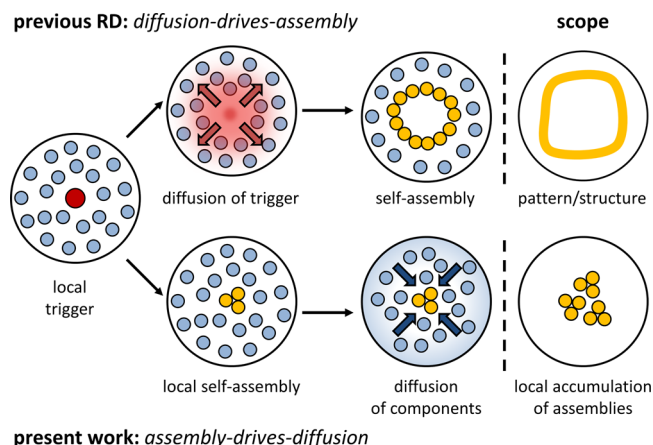 previous RD: diffusion-drives-assembly
scope
diffusion of trigger
self-assembly
pattern/structure
local
trigger
local self-assembly
diffusion
of components
local accumulation
of assemblies
present work: assembly-drives-diffusion